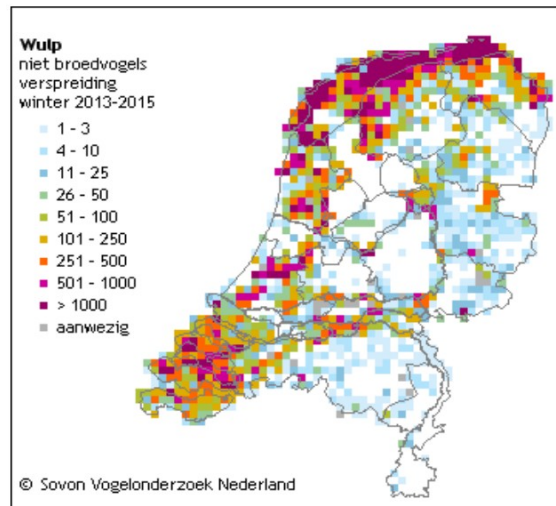 Wulp
niet broedvogels
verspreiding
winter 2013-2015
1 - 3
4 - 10
11 - 25
26 - 50
51 - 100
101 - 250
251 - 500
501 - 1000
> 1000
aanwezig
© Sovon Vogelonderzoek Nederland